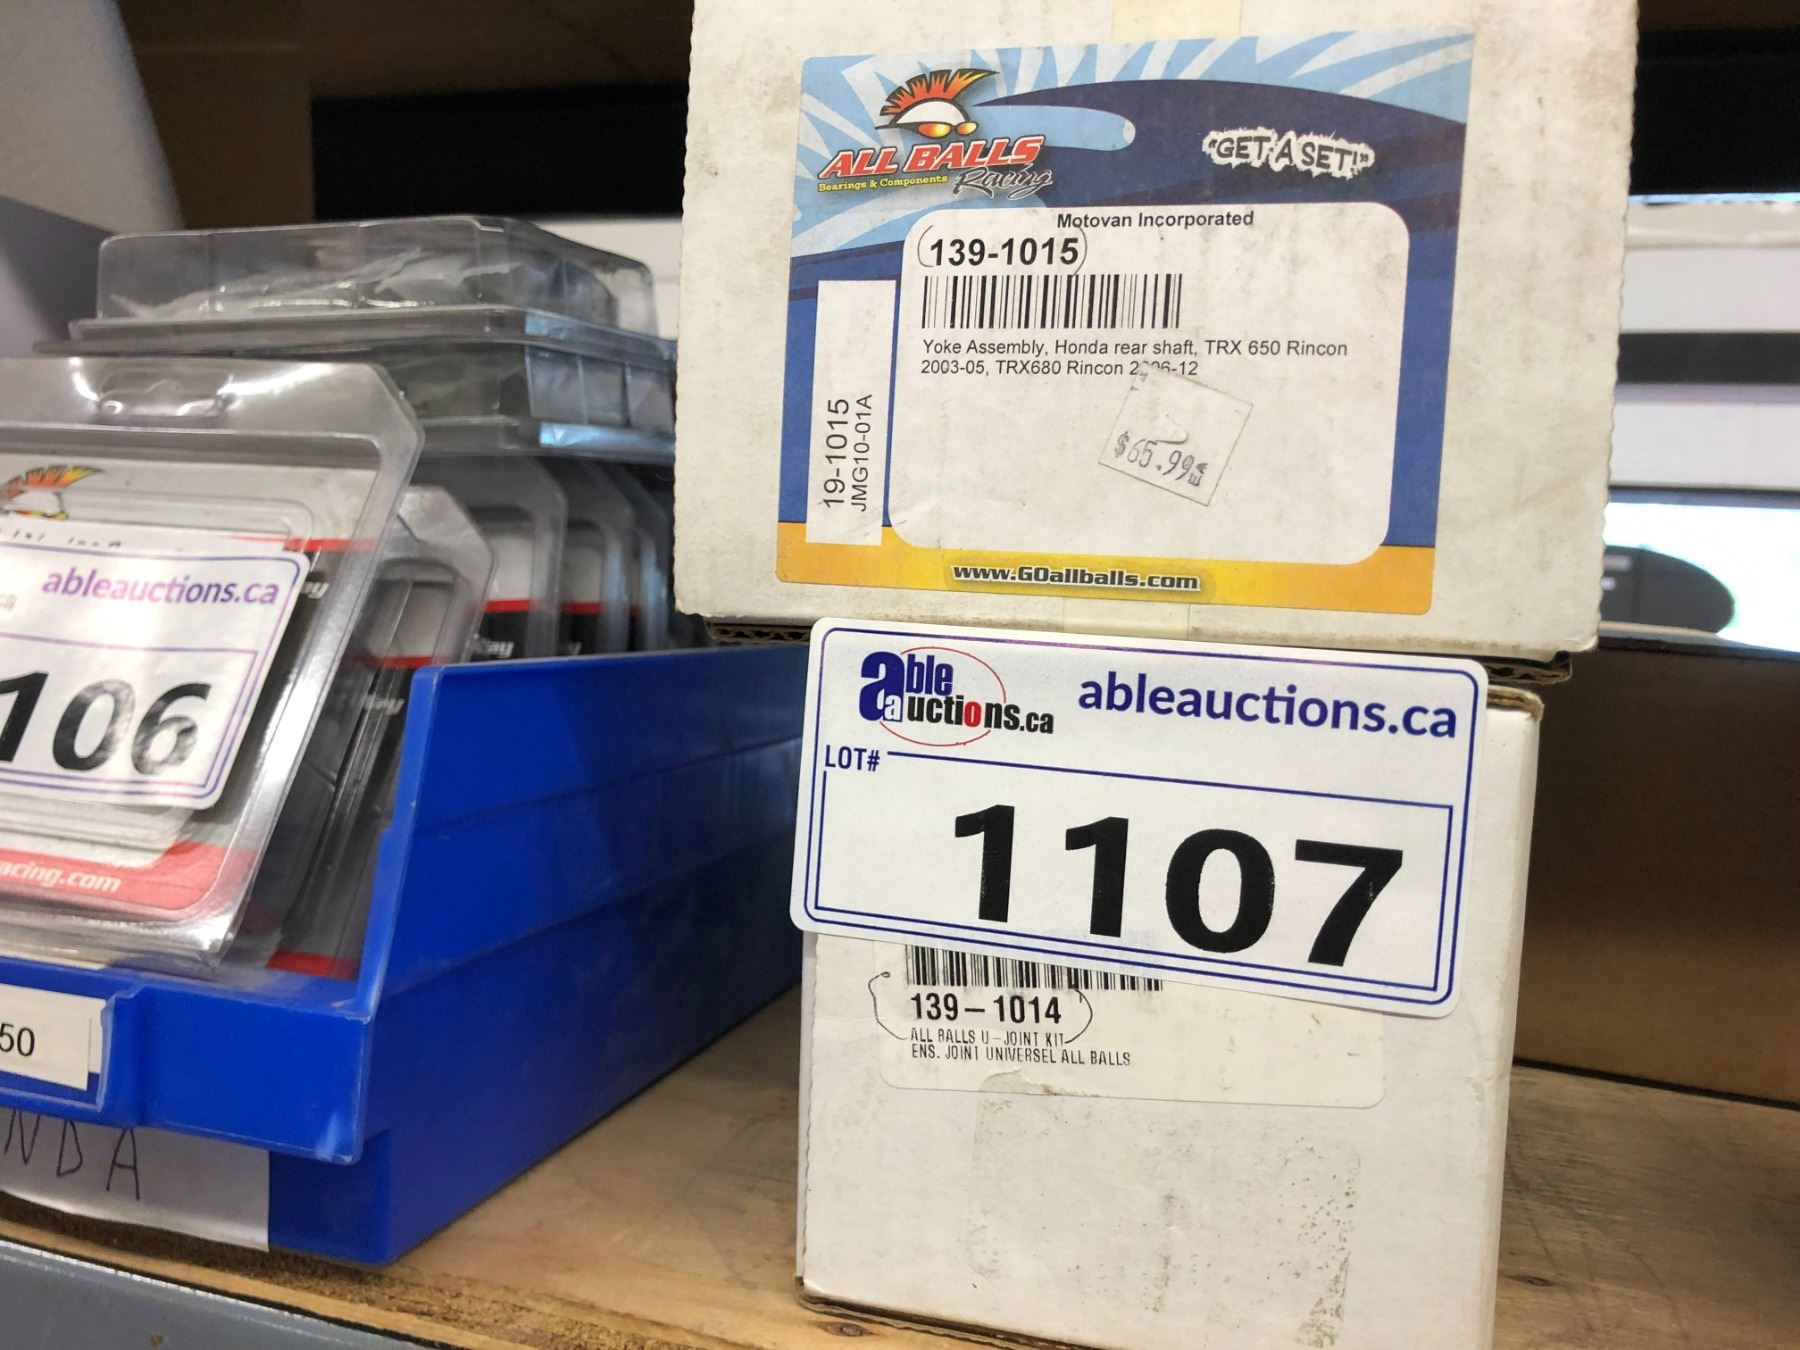 ALL BALLS
Racing
Bearings & Components
"GET·A SET!"
Motovan Incorporated
139-1015
Yoke Assembly, Honda rear shaft, TRX 650 Rincon
2003-05, TRX680 Rincon 2 06-12
$65.99
19-1015
JMG10-01A
www.GOallballs.com
able
auctions.ca
ableauctions.ca
LOT#
1107
139-1014
ALL BALLS U-JOINT KIT
ENS. JOINT UNIVERSEL ALL BALLS
ableauctions.ca
106
acing.com
50
NDA